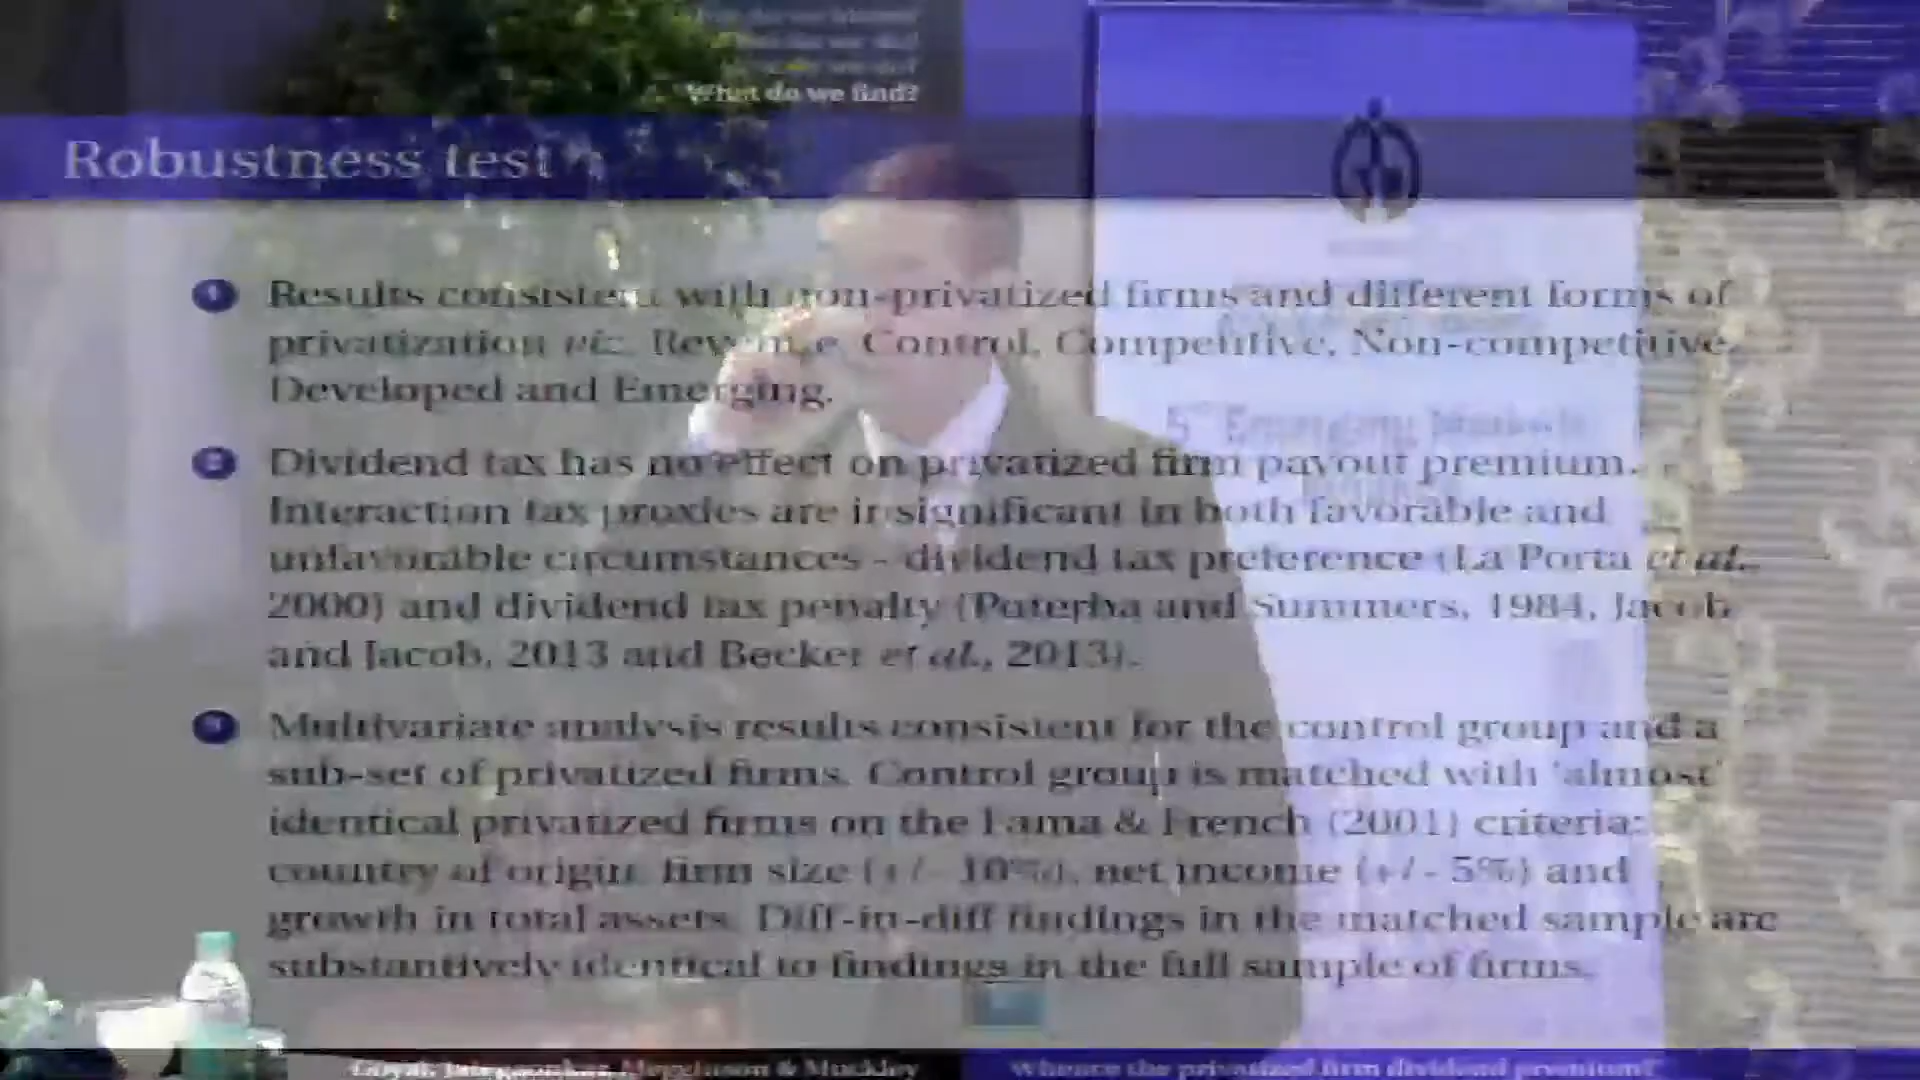 What do we find?
Robustness test
1 Results consistent with non-privatized firms and different forms of
privatization viz. Revenue, Control, Competitive, Non-competitive,
Developed and Emerging.
2 Dividend tax has no effect on privatized firm payout premium.
Interaction tax proxies are insignificant in both favorable and
unfavorable circumstances - dividend tax preference (La Porta et al.,
2000) and dividend tax penalty (Poterba and Summers, 1984, Jacob
and Jacob, 2013 and Becker et al., 2013).
3 Multivariate analysis results consistent for the control group and a
sub-set of privatized firms. Control group is matched with 'almost'
identical privatized firms on the Fama & French (2001) criteria:
country of origin, firm size (+/- 10%), net income (+/- 5%) and
growth in total assets. Diff-in-diff findings in the matched sample are
substantively identical to findings in the full sample of firms.
5th Emerging Markets
& Muckley
Whence the privatized firm dividend premium?